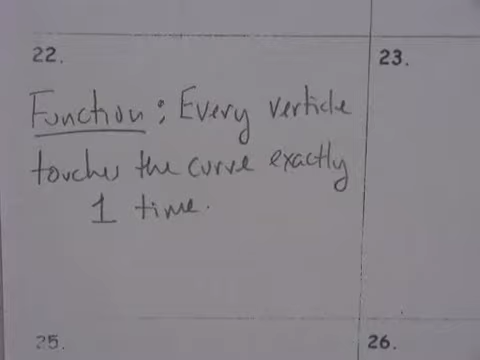 22.
23.
Function: Every verticle
touches the curve exactly
1 time.
25.
26.